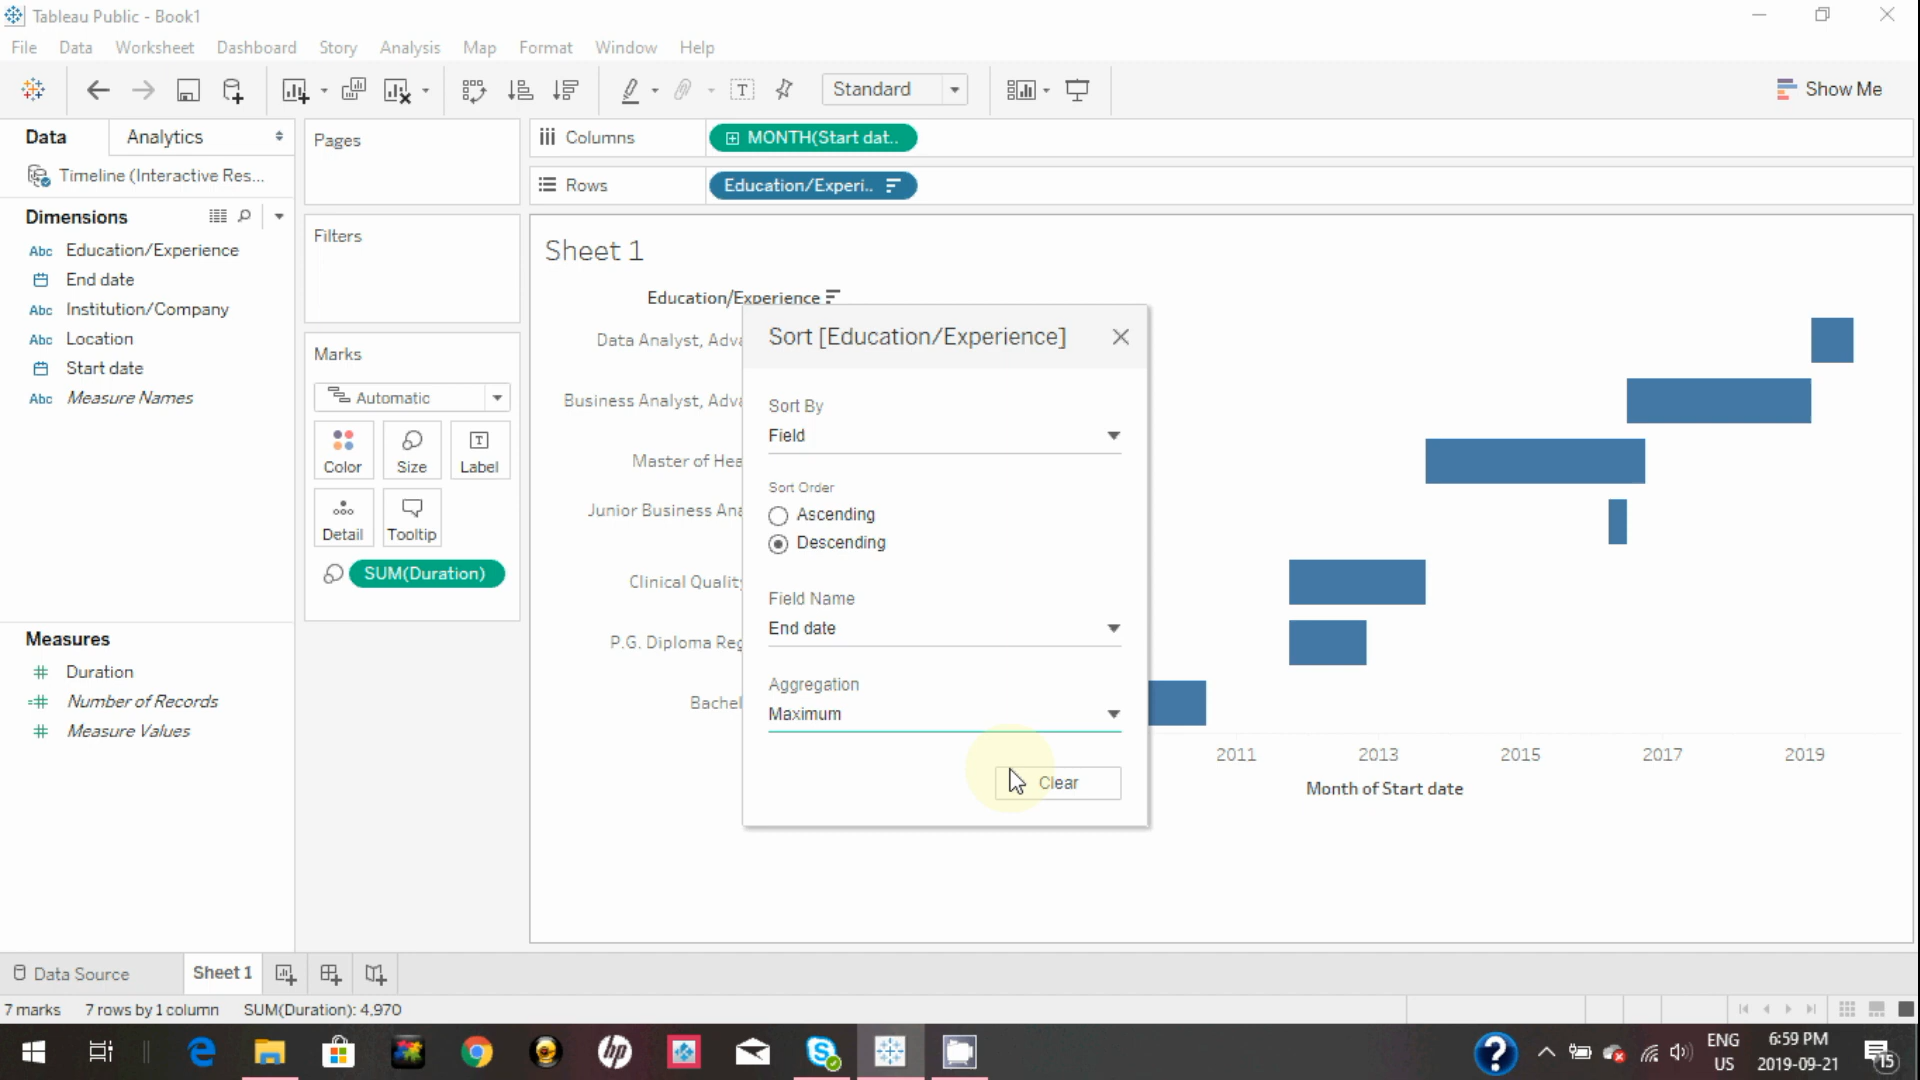 Tableau Public - Book1
File Data Worksheet Dashboard Story Analysis Map Format Window Help
Standard
Show Me
Data Analytics
Timeline (Interactive Res...
Dimensions
Abc Education/Experience
End date
Abc Institution/Company
Abc Location
Start date
Abc Measure Names
Measures
Duration
Number of Records
Measure Values
Pages
Filters
Marks
Automatic
Color Size Label
Detail Tooltip
SUM(Duration)
Columns MONTH(Start dat..
Rows Education/Experi..
Sheet 1
Education/Experience
Data Analyst, Adva
Business Analyst, Adva
Master of Hea
Junior Business Ana
Clinical Quality
P.G. Diploma Reg
Bachel
Sort [Education/Experience]
Sort By
Field
Sort Order
Ascending
Descending
Field Name
End date
Aggregation
Maximum
Clear
2011 2013 2015 2017 2019
Month of Start date
Data Source Sheet 1
7 marks 7 rows by 1 column SUM(Duration): 4,970
ENG
US
6:59 PM
2019-09-21
15